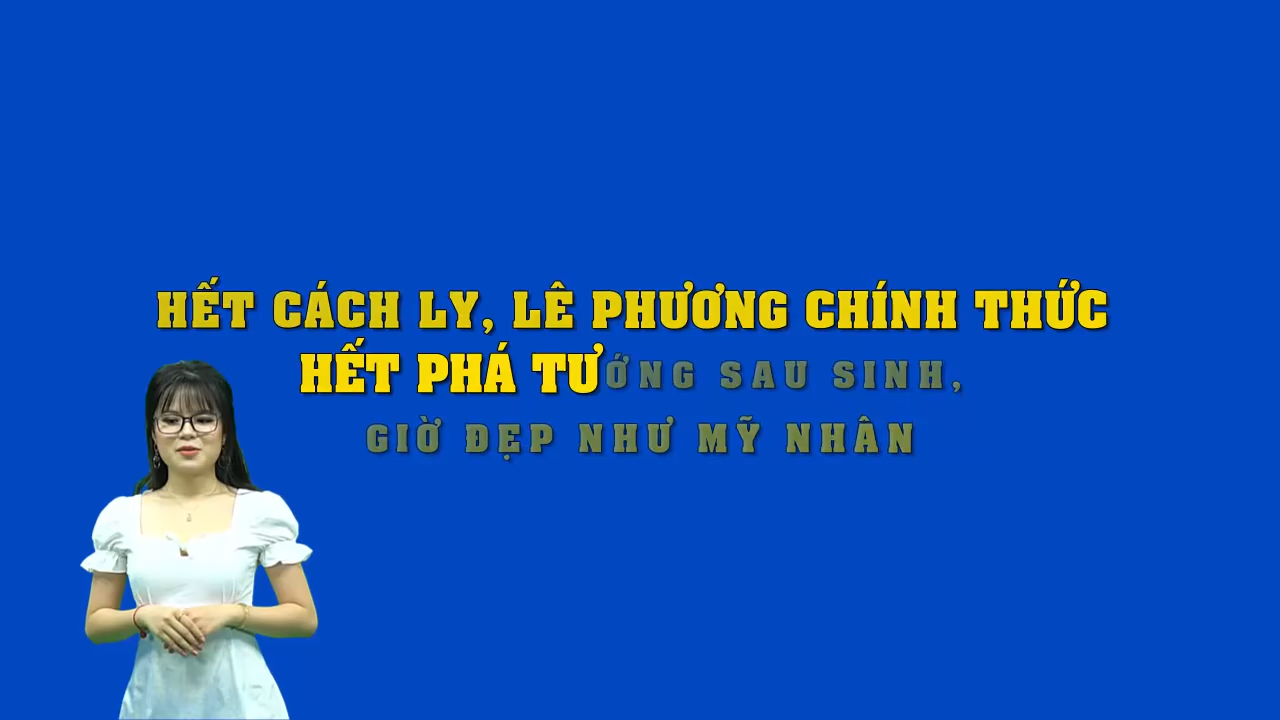 HẾT CÁCH LY, LÊ PHƯƠNG CHÍNH THỨC
HẾT PHÁ TƯỚNG SAU SINH,
GIỜ ĐẸP NHƯ MỸ NHÂN